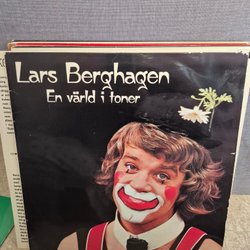 Lars Berghagen
En värld i toner